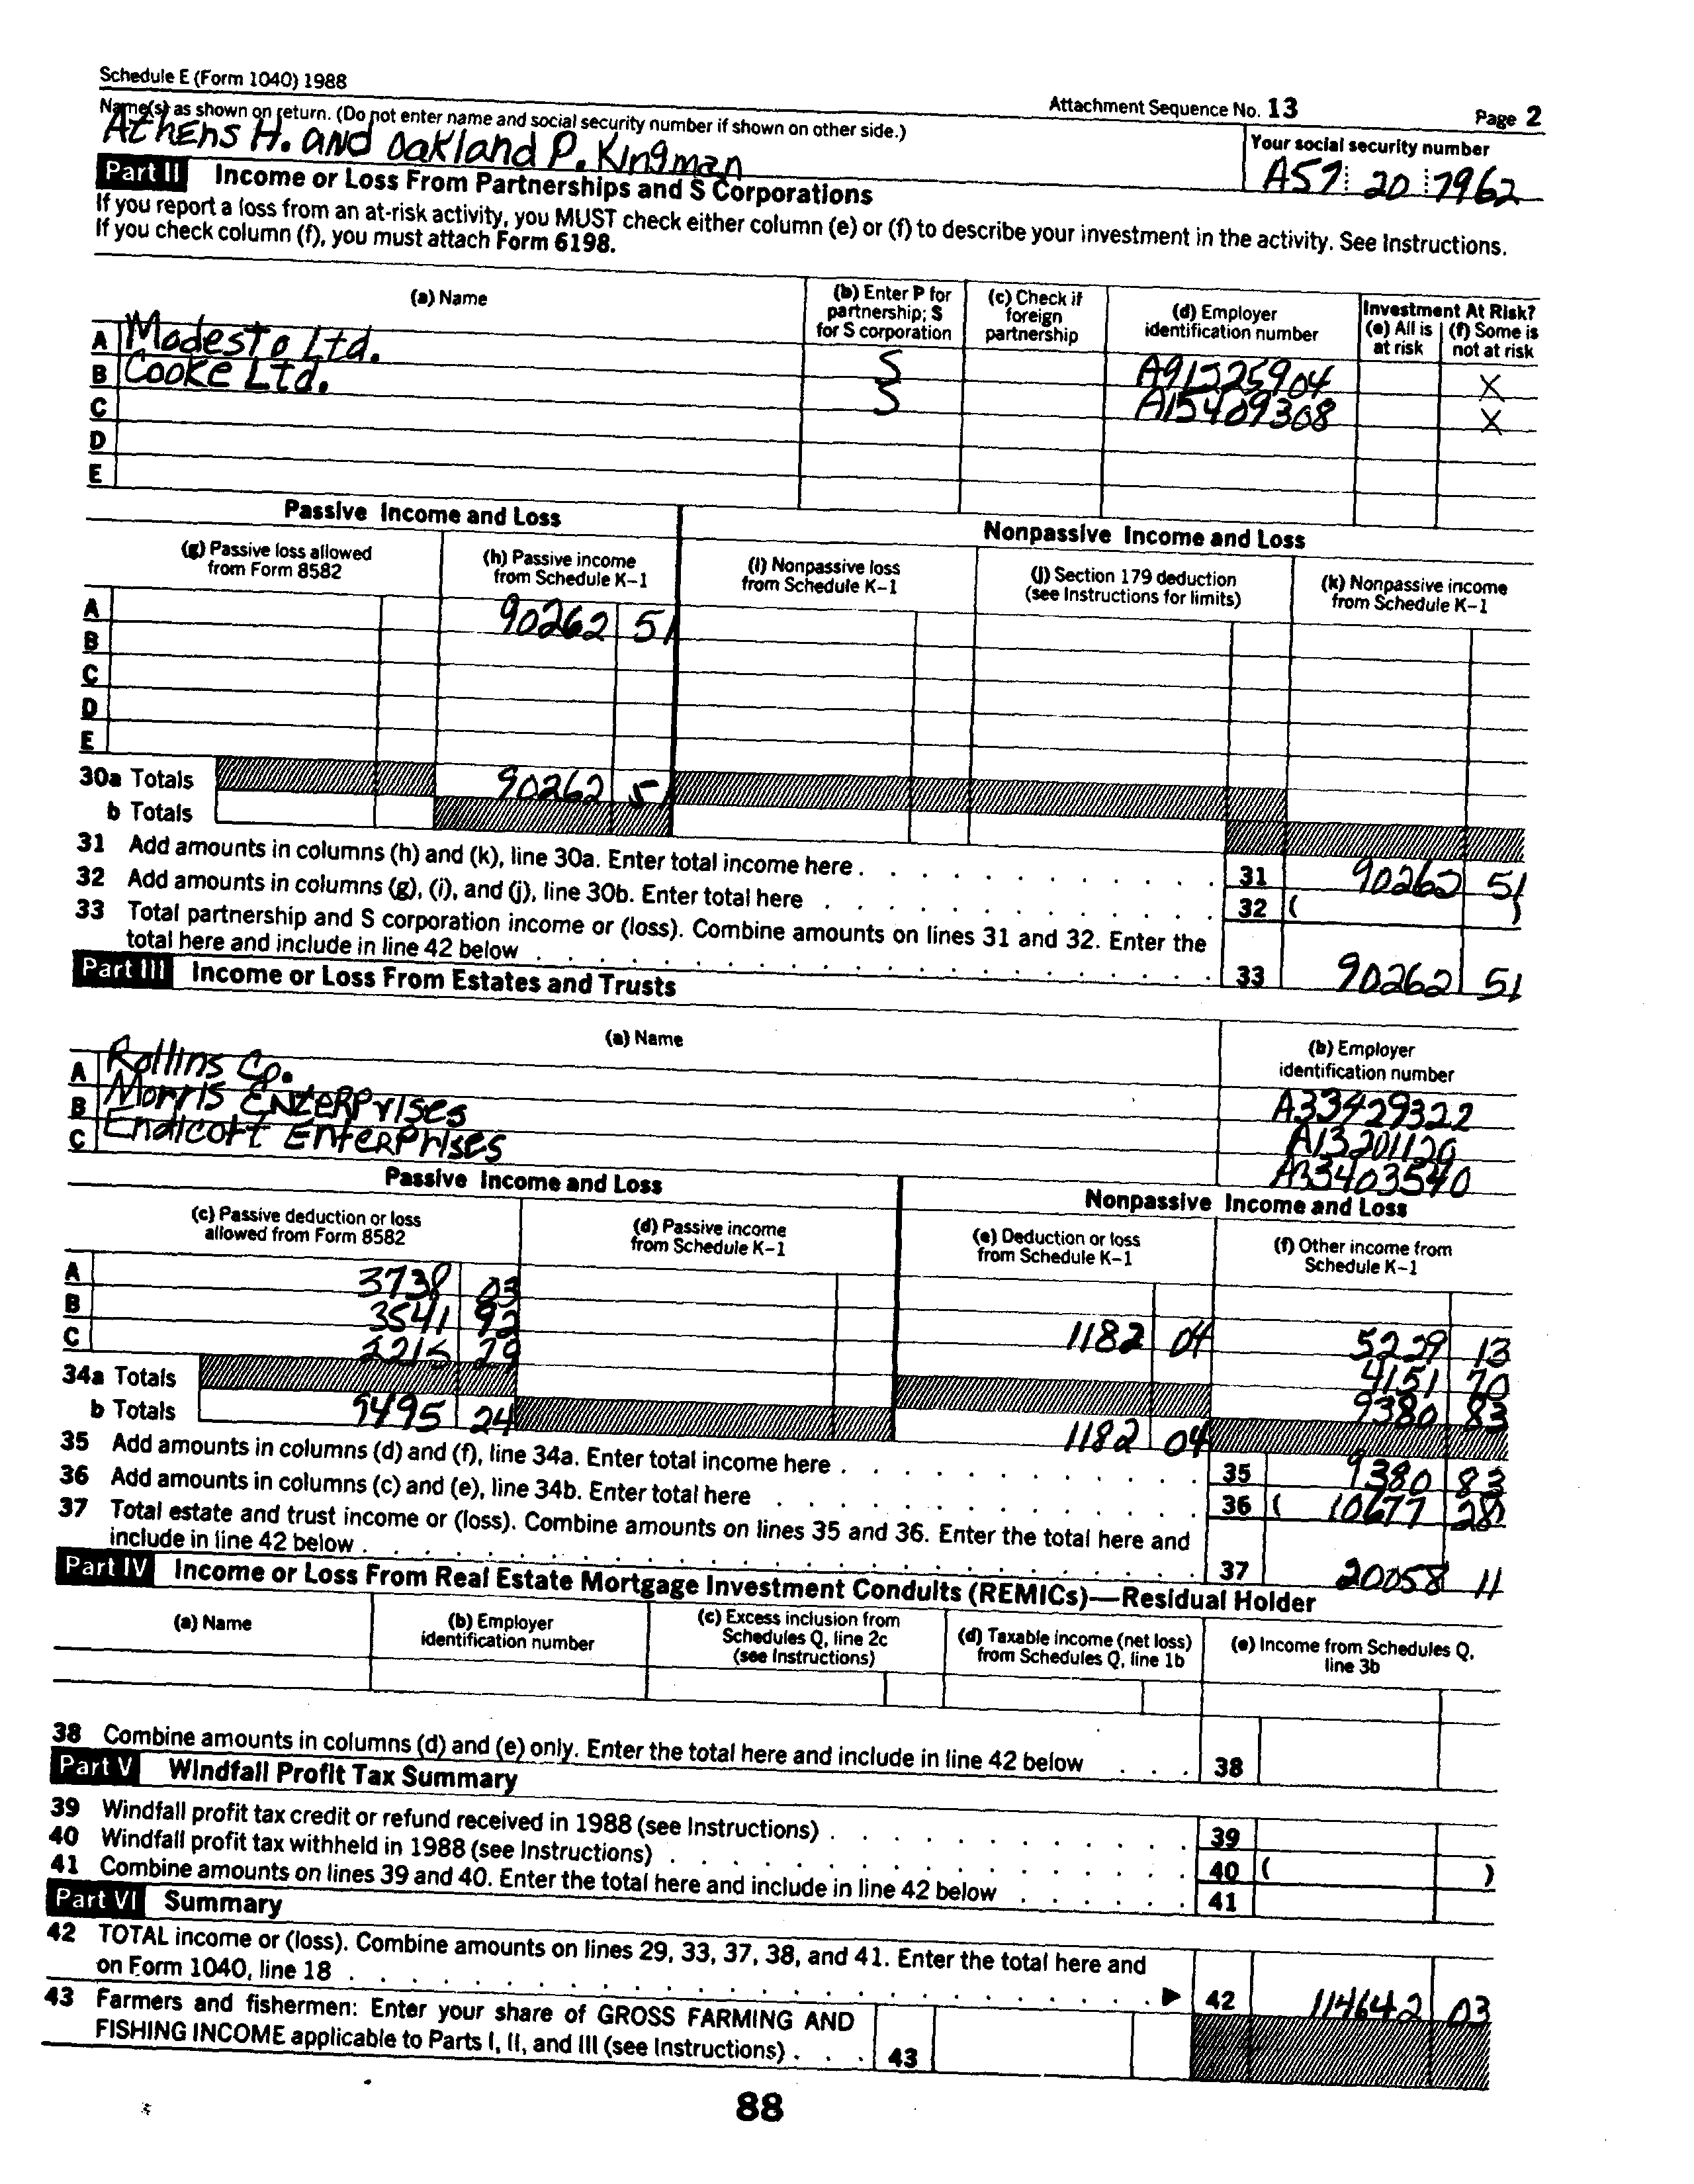 Schedule E (Form 1040) 1988
Attachment Sequence No. 13
Page 2
Name(s) as shown on return. (Do not enter name and social security number if shown on other side.)
Your social security number
AtHENS H. AND OAKlAND P. KINgmAN
A57 20 7962
Part II Income or Loss From Partnerships and S Corporations
If you report a loss from an at-risk activity, you MUST check either column (e) or (f) to describe your investment in the activity. See Instructions.
If you check column (f), you must attach Form 6198.
(a) Name
(b) Enter P for partnership; S for S corporation
(c) Check if foreign partnership
(d) Employer identification number
Investment At Risk?
(e) All is at risk
(f) Some is not at risk
A Modesto Ltd. S A91225904 X
B Cooke Ltd. S A15409308 X
C
D
E
Passive Income and Loss
Nonpassive Income and Loss
(g) Passive loss allowed from Form 8582
(h) Passive income from Schedule K-1
(i) Nonpassive loss from Schedule K-1
(j) Section 179 deduction (see Instructions for limits)
(k) Nonpassive income from Schedule K-1
A 90262 51
B
C
D
E
30a Totals 90262 51
b Totals
31 Add amounts in columns (h) and (k), line 30a. Enter total income here . 31 90262 51
32 Add amounts in columns (g), (i), and (j), line 30b. Enter total here . 32 ( )
33 Total partnership and S corporation income or (loss). Combine amounts on lines 31 and 32. Enter the
total here and include in line 42 below . 33 90262 51
Part III Income or Loss From Estates and Trusts
(a) Name
(b) Employer identification number
A Rollins Co. A33429322
B Morris ENtERPrises A13201120
C Endicott EnterPrises A33403540
Passive Income and Loss
Nonpassive Income and Loss
(c) Passive deduction or loss allowed from Form 8582
(d) Passive income from Schedule K-1
(e) Deduction or loss from Schedule K-1
(f) Other income from Schedule K-1
A 3738 03
B 3541 92 1182 04 5229 13
C 2215 29 4151 70
34a Totals 9380 83
b Totals 9495 24 1182 04
35 Add amounts in columns (d) and (f), line 34a. Enter total income here . 35 9380 83
36 Add amounts in columns (c) and (e), line 34b. Enter total here . 36 ( 10677 28)
37 Total estate and trust income or (loss). Combine amounts on lines 35 and 36. Enter the total here and
include in line 42 below . 37 20058 11
Part IV Income or Loss From Real Estate Mortgage Investment Conduits (REMICs)—Residual Holder
(a) Name
(b) Employer identification number
(c) Excess inclusion from Schedules Q, line 2c (see Instructions)
(d) Taxable income (net loss) from Schedules Q, line 1b
(e) Income from Schedules Q, line 3b
38 Combine amounts in columns (d) and (e) only. Enter the total here and include in line 42 below . . . 38
Part V Windfall Profit Tax Summary
39 Windfall profit tax credit or refund received in 1988 (see Instructions) . 39
40 Windfall profit tax withheld in 1988 (see Instructions) . 40 ( )
41 Combine amounts on lines 39 and 40. Enter the total here and include in line 42 below . 41
Part VI Summary
42 TOTAL income or (loss). Combine amounts on lines 29, 33, 37, 38, and 41. Enter the total here and
on Form 1040, line 18 . ▶ 42 114642 03
43 Farmers and fishermen: Enter your share of GROSS FARMING AND
FISHING INCOME applicable to Parts I, II, and III (see Instructions) . . . 43
88